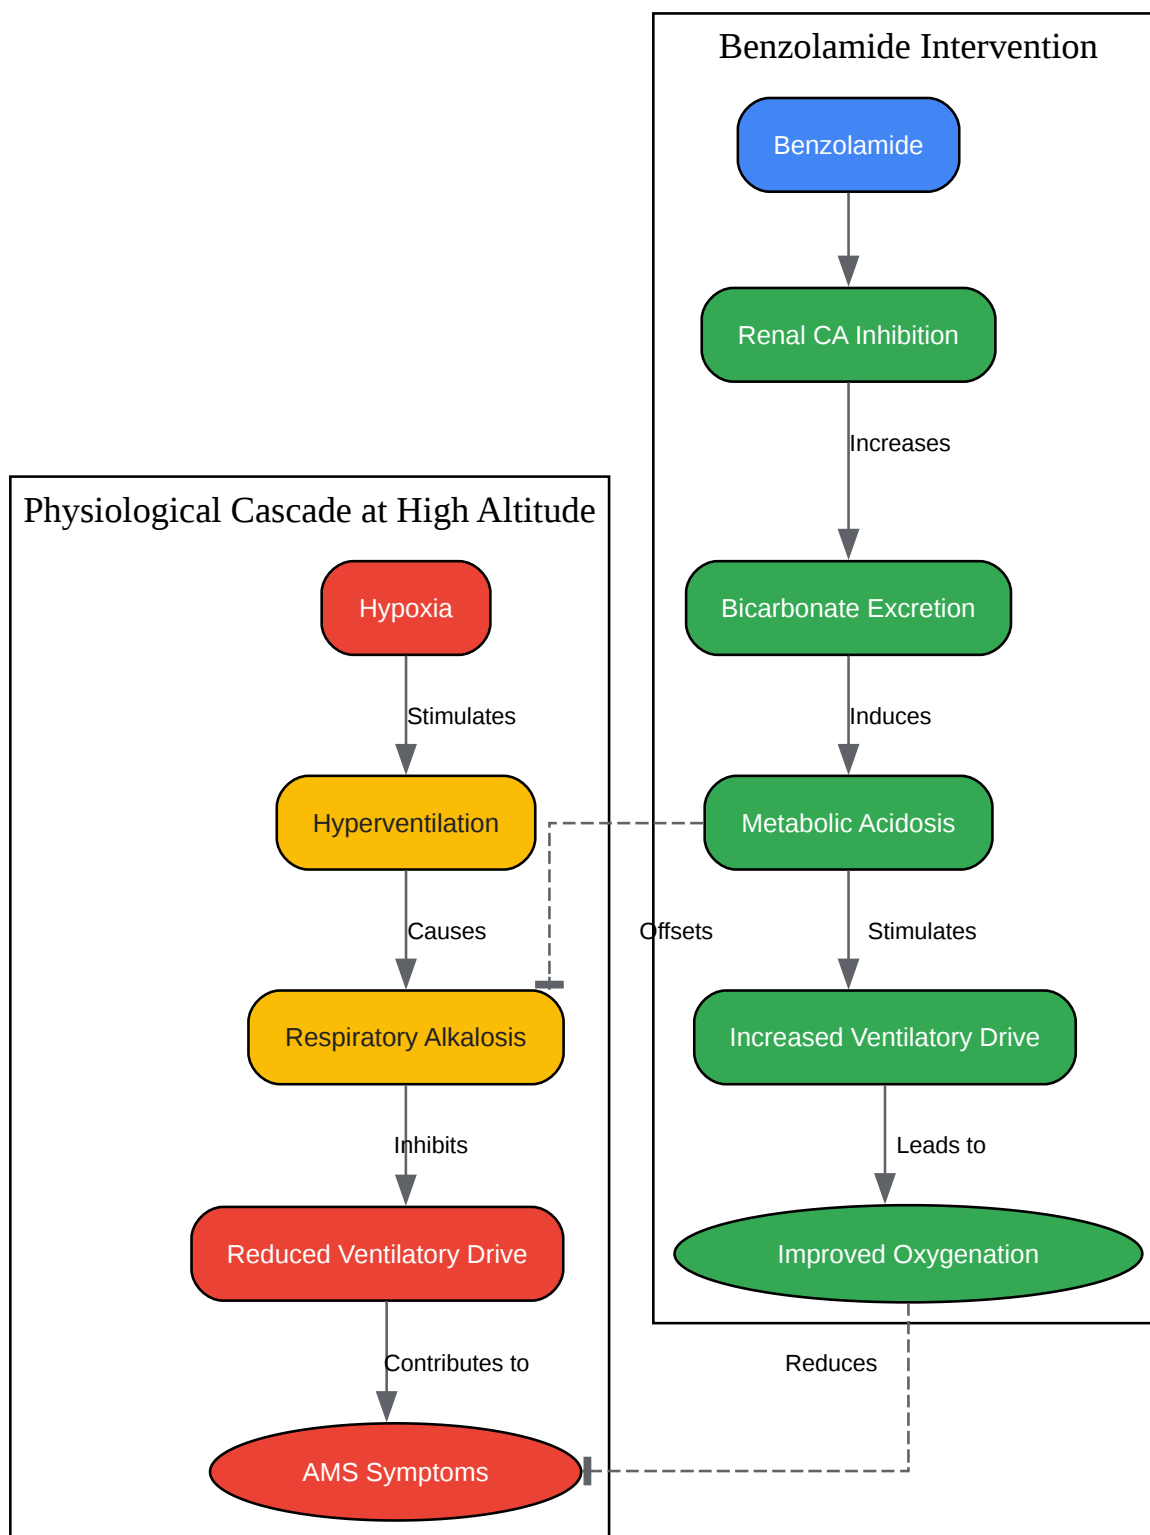 Benzolamide Intervention
Benzolamide
Renal CA Inhibition
Increases
Physiological Cascade at High Altitude
Hypoxia
Bicarbonate Excretion
Stimulates
Induces
Hyperventilation
Metabolic Acidosis
Causes
Offsets
Stimulates
Respiratory Alkalosis
Increased Ventilatory Drive
Inhibits
Leads to
Reduced Ventilatory Drive
Improved Oxygenation
Contributes to
Reduces
AMS Symptoms